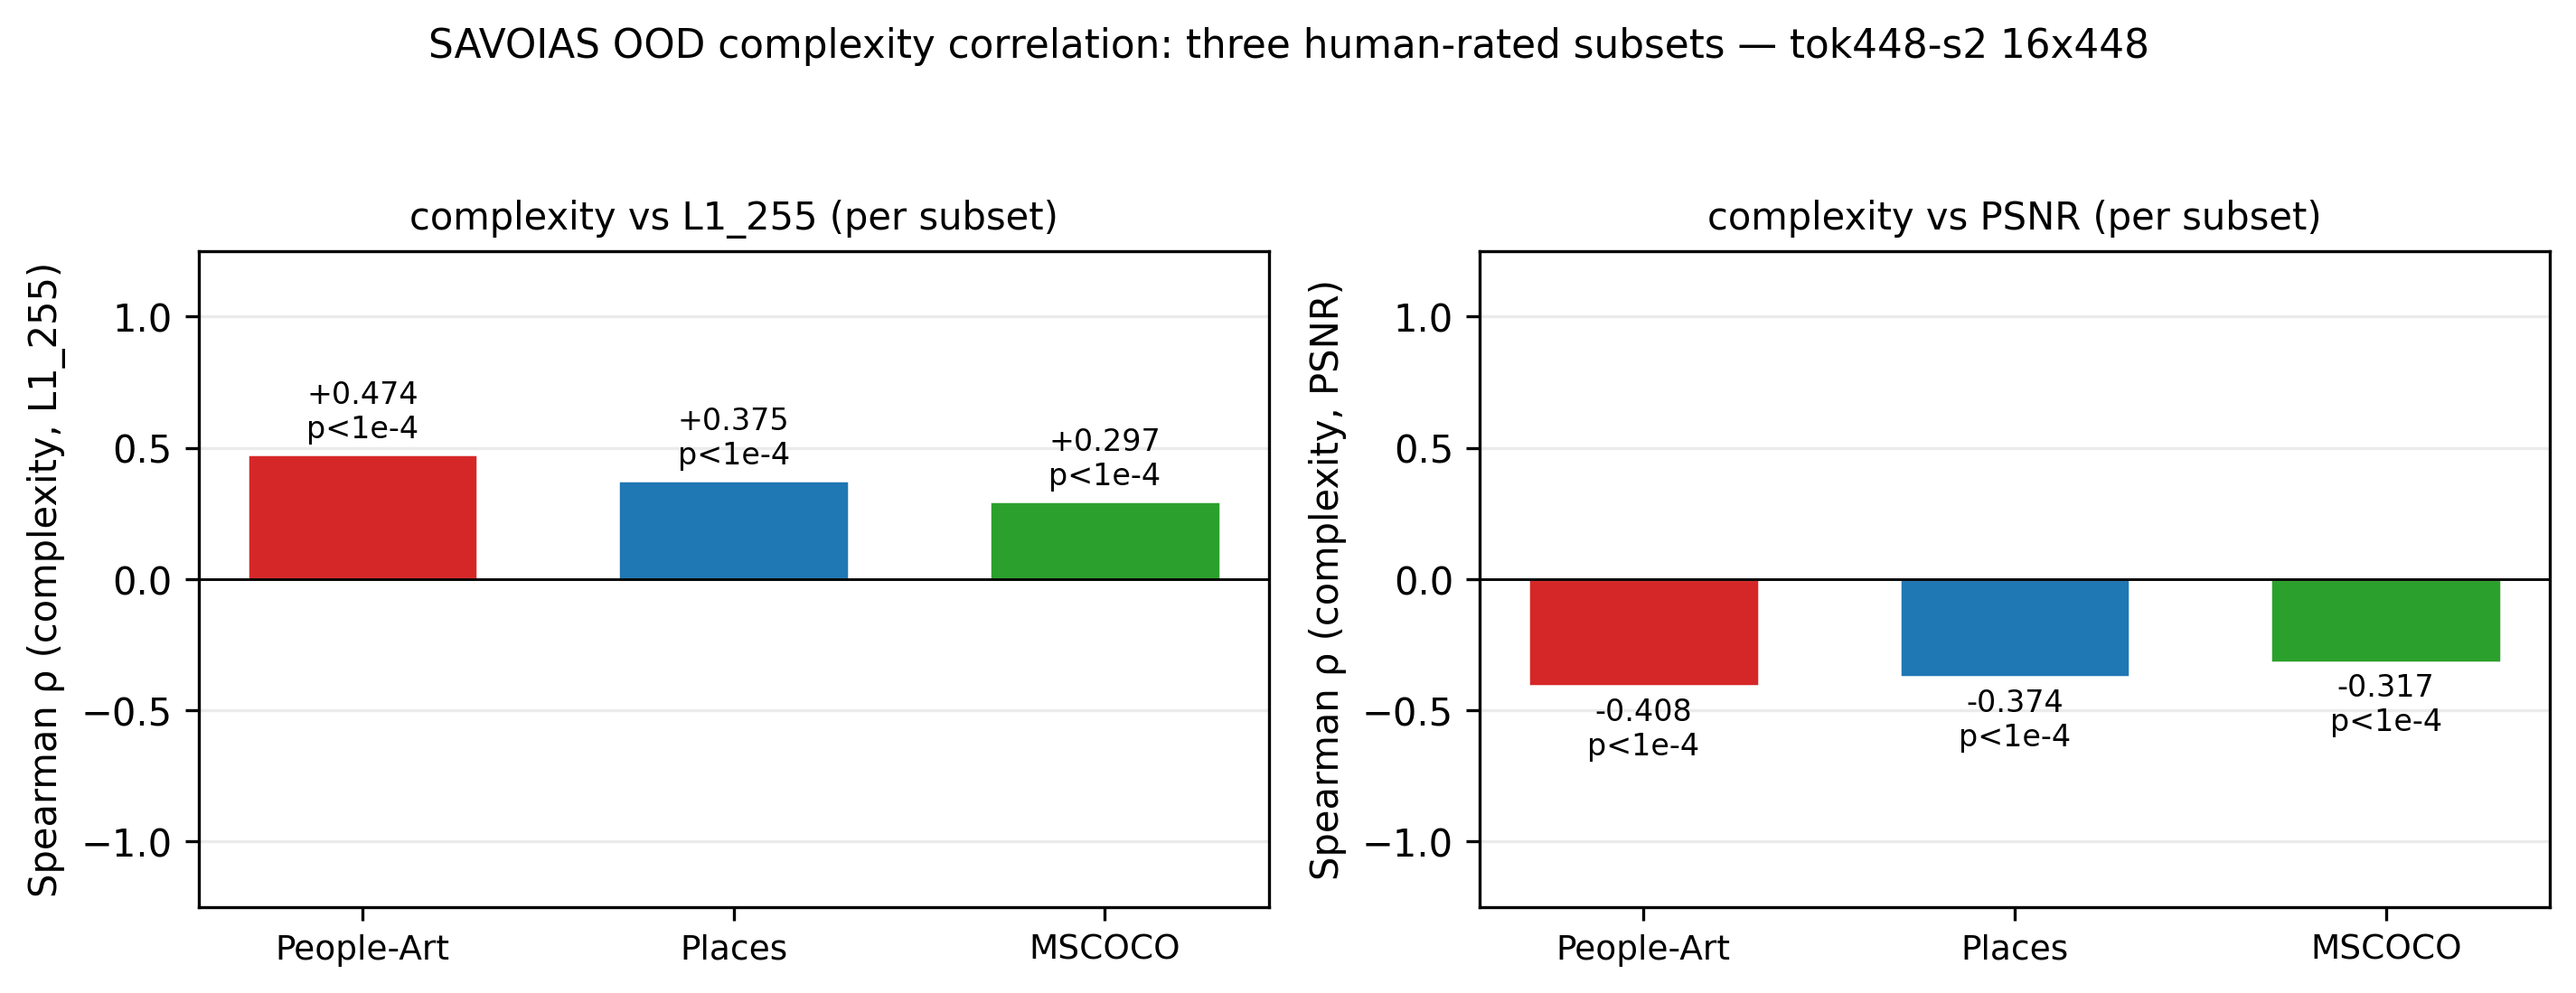 SAVOIAS OOD complexity correlation: three human-rated subsets — tok448-s2 16x448
complexity vs L1_255 (per subset)
Spearman ρ (complexity, L1_255)
1.0
0.5
0.0
−0.5
−1.0
+0.474
p<1e-4
+0.375
p<1e-4
+0.297
p<1e-4
People-Art
Places
MSCOCO
complexity vs PSNR (per subset)
Spearman ρ (complexity, PSNR)
1.0
0.5
0.0
−0.5
−1.0
-0.408
p<1e-4
-0.374
p<1e-4
-0.317
p<1e-4
People-Art
Places
MSCOCO